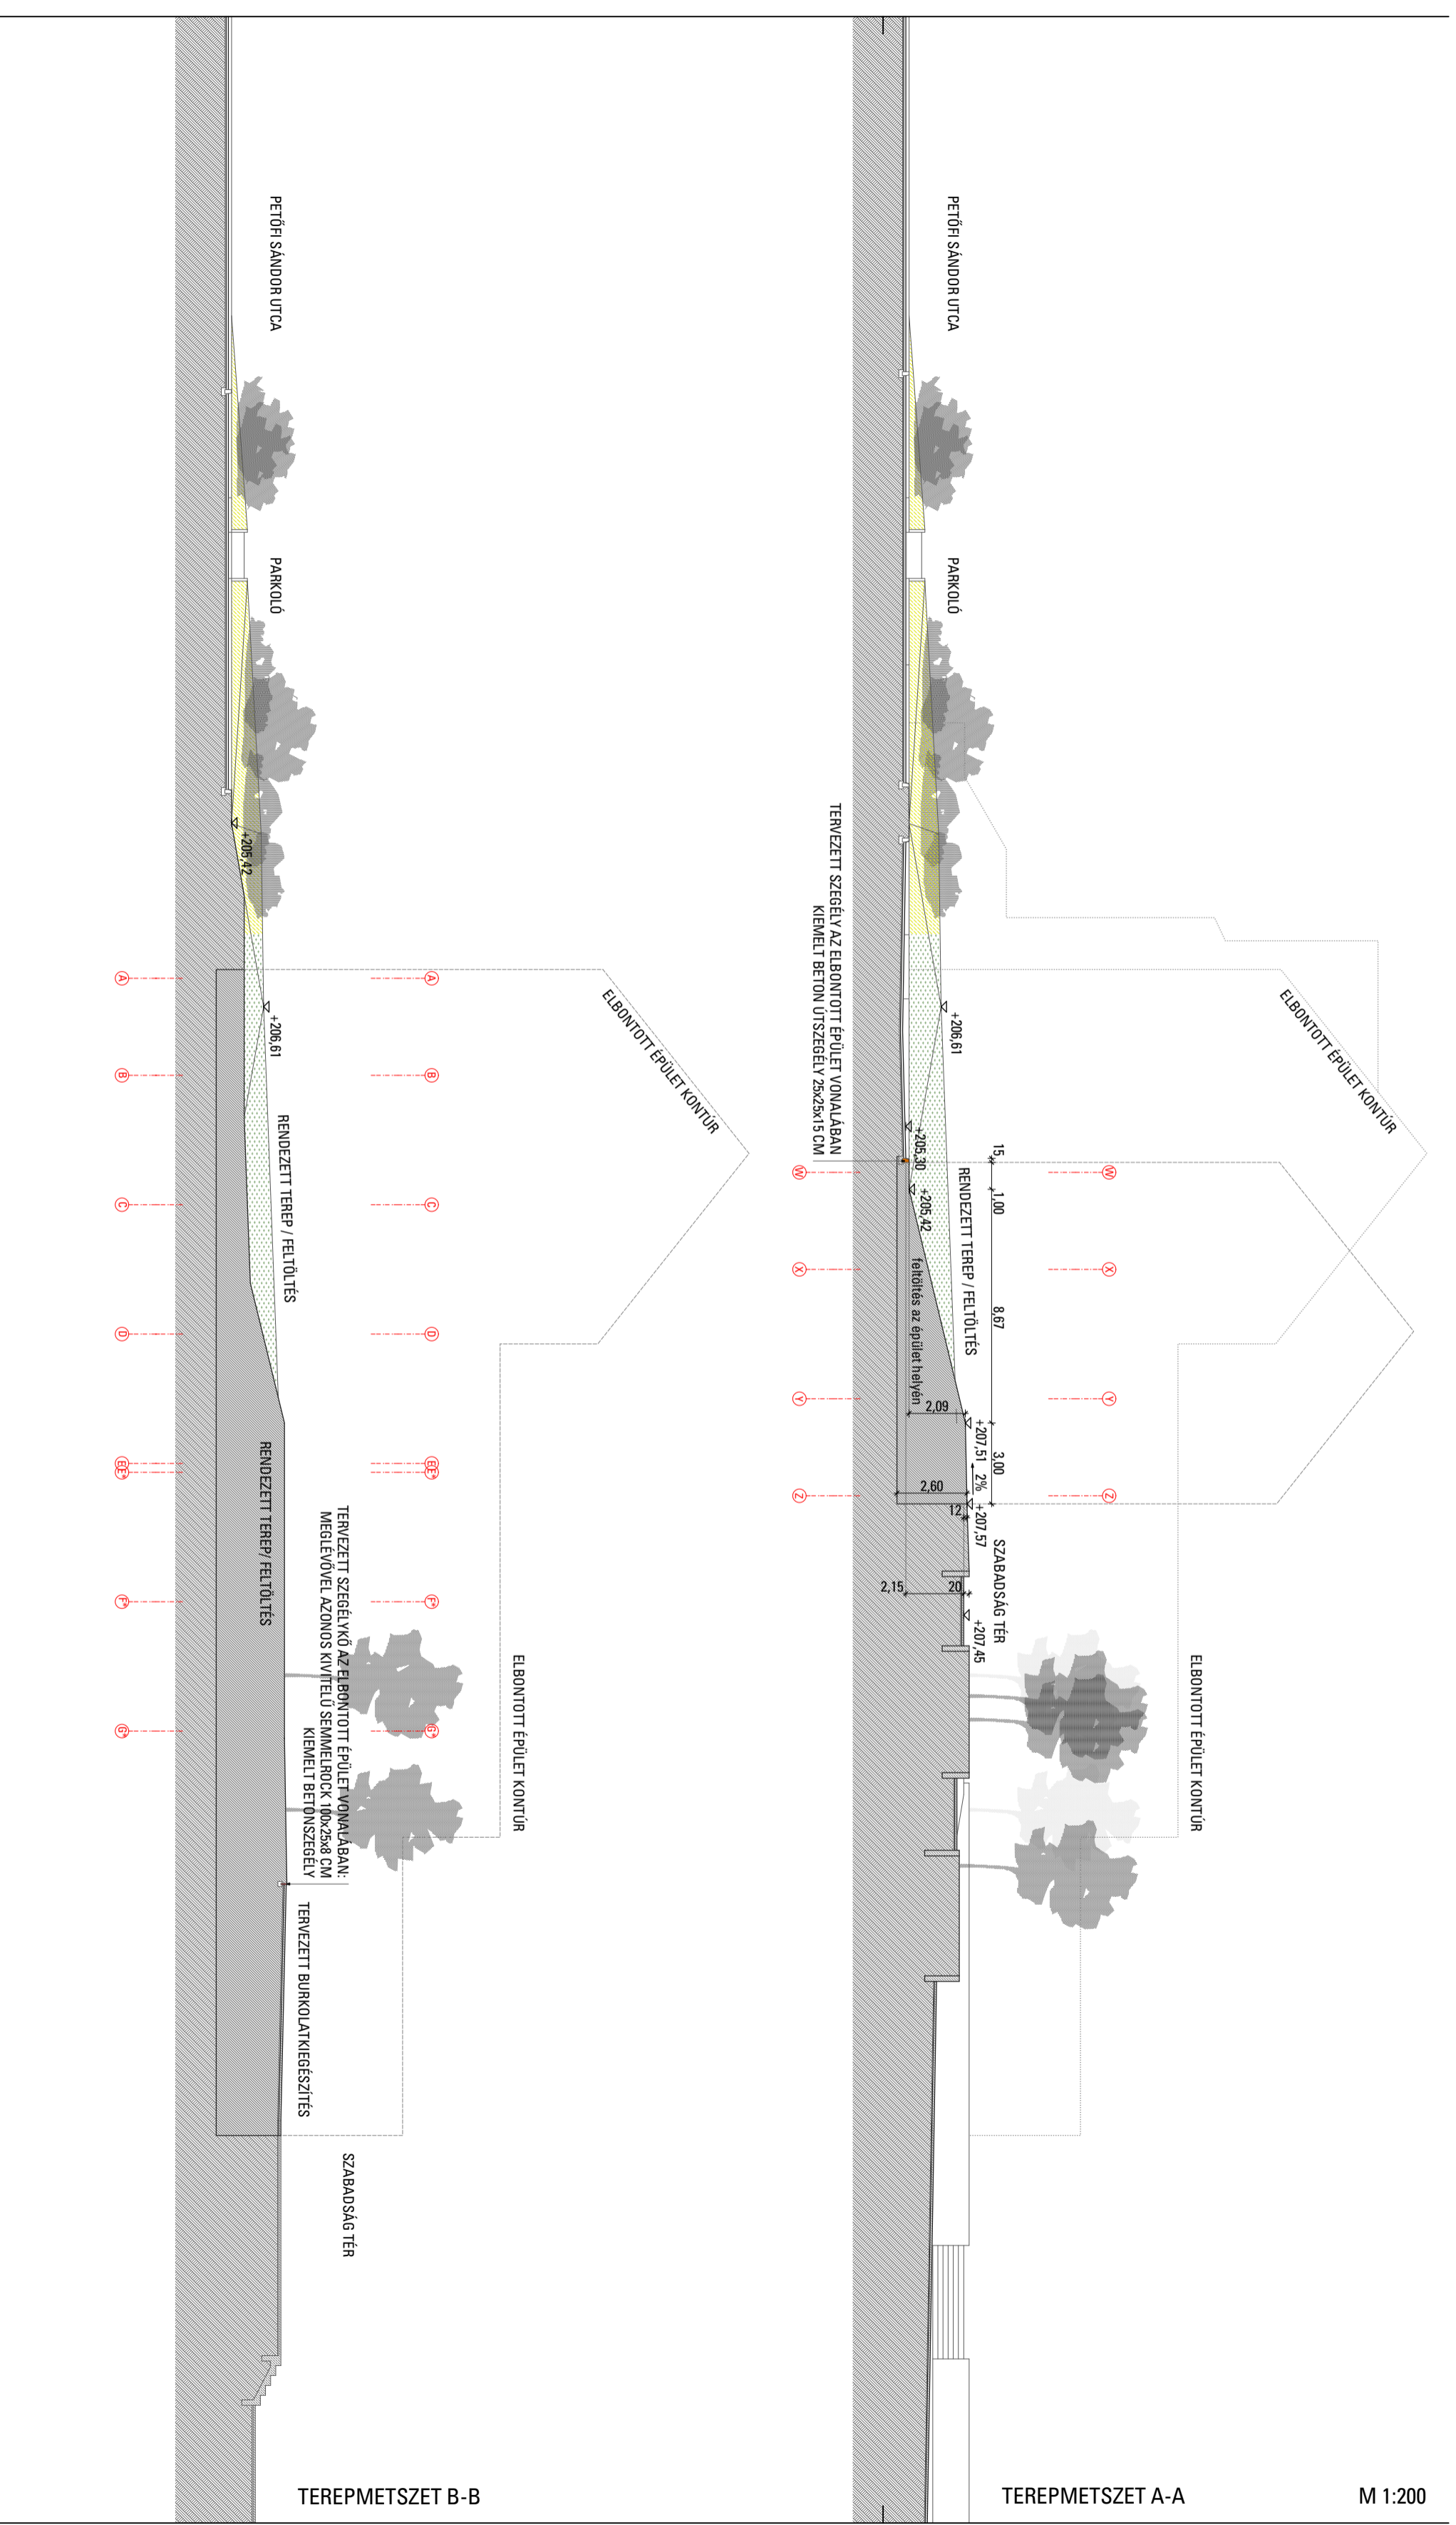 M 1:200
TEREPMETSZET A-A
PETŐFI SÁNDOR UTCA
PARKOLÓ
ELBONTOTT ÉPÜLET KONTÚR
+206,61
TERVEZETT SZEGÉLY AZ ELBONTOTT ÉPÜLET VONALÁBAN
KIEMELT BETON ÚTSZEGÉLY 25x25x15 CM
+205,30
+205,42
15
1,00
8,67
3,00
RENDEZETT TEREP / FELTÖLTÉS
feltöltés az épület helyén
2,09
+207,51
2%
2,60
12
+207,57
SZABADSÁG TÉR
2,15
20
+207,45
ELBONTOTT ÉPÜLET KONTÚR
W
X
Y
Z
W
X
Y
Z
TEREPMETSZET B-B
PETŐFI SÁNDOR UTCA
PARKOLÓ
+205,42
+206,61
ELBONTOTT ÉPÜLET KONTÚR
RENDEZETT TEREP / FELTÖLTÉS
RENDEZETT TEREP/ FELTÖLTÉS
TERVEZETT SZEGÉLYKŐ AZ ELBONTOTT ÉPÜLET VONALÁBAN:
MEGLÉVŐVEL AZONOS KIVITELŰ SEMMELROCK 100x25x8 CM
KIEMELT BETONSZEGÉLY
ELBONTOTT ÉPÜLET KONTÚR
TERVEZETT BURKOLATKIEGÉSZÍTÉS
SZABADSÁG TÉR
A
B
C
D
E
E*
F*
G*
A
B
C
D
E
E*
F*
G*